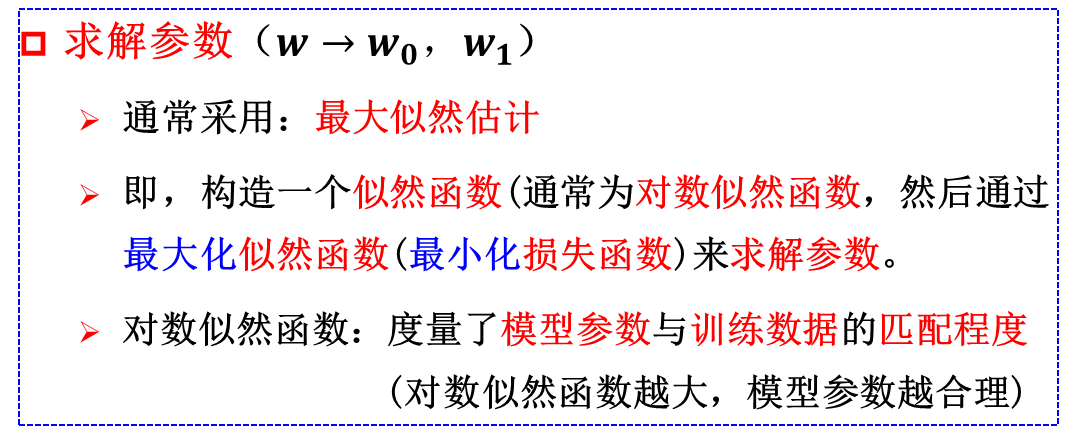 求解参数（w → w₀，w₁）
通常采用：最大似然估计
即，构造一个似然函数(通常为对数似然函数，然后通过
最大化似然函数(最小化损失函数)来求解参数。
对数似然函数：度量了模型参数与训练数据的匹配程度
(对数似然函数越大，模型参数越合理)